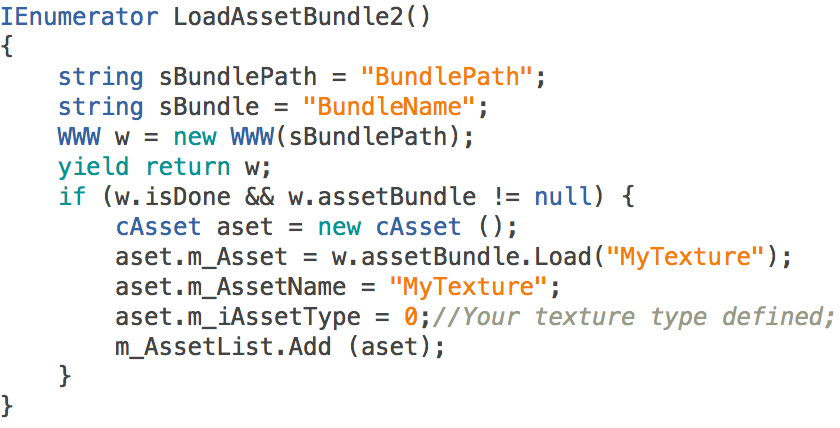 IEnumerator LoadAssetBundle2()
{
    string sBundlePath = "BundlePath";
    string sBundle = "BundleName";
    WWW w = new WWW(sBundlePath);
    yield return w;
    if (w.isDone && w.assetBundle != null) {
        cAsset aset = new cAsset ();
        aset.m_Asset = w.assetBundle.Load("MyTexture");
        aset.m_AssetName = "MyTexture";
        aset.m_iAssetType = 0;//Your texture type defined;
        m_AssetList.Add (aset);
    }
}